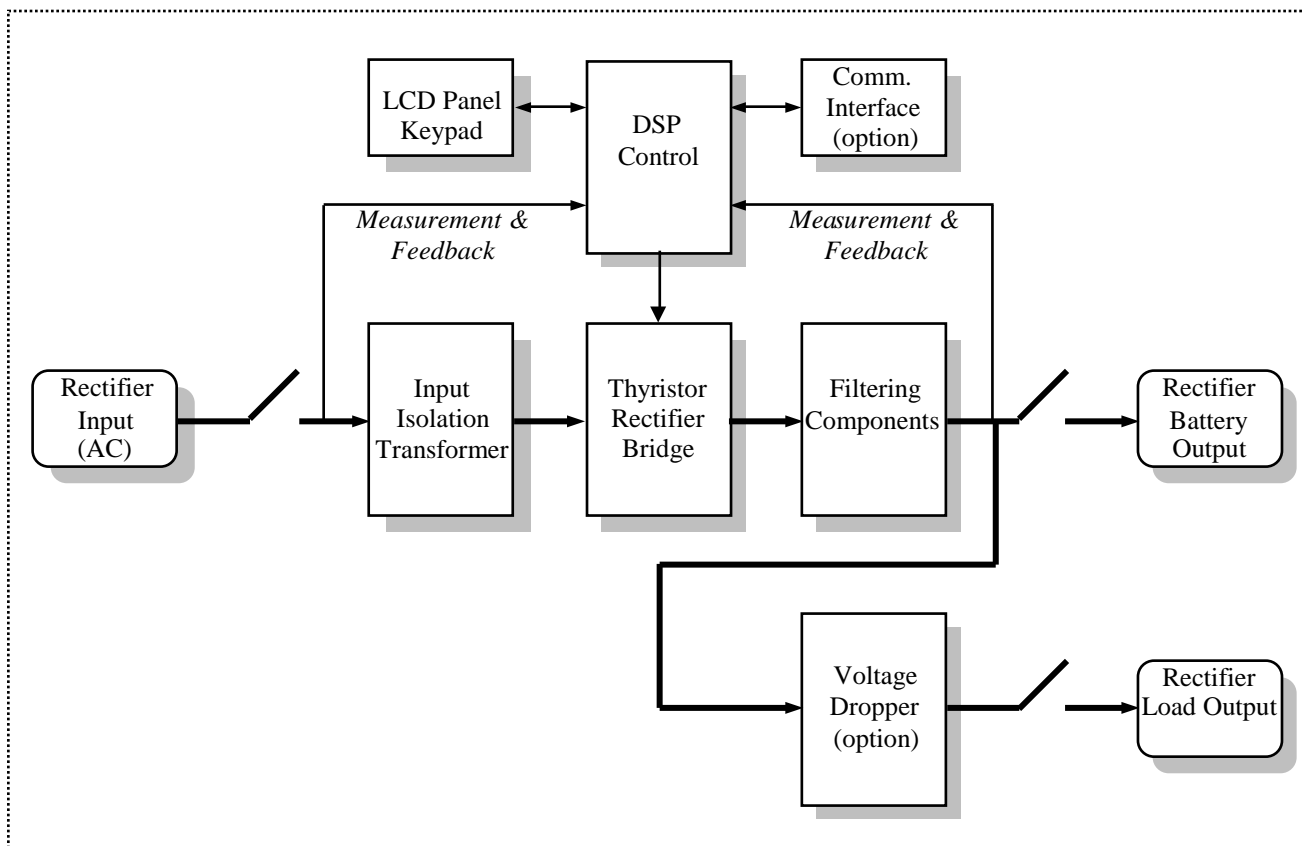 LCD Panel
Keypad
DSP
Control
Comm.
Interface
(option)
Measurement &
Feedback
Measurement &
Feedback
Rectifier
Input
(AC)
Input
Isolation
Transformer
Thyristor
Rectifier
Bridge
Filtering
Components
Rectifier
Battery
Output
Voltage
Dropper
(option)
Rectifier
Load Output